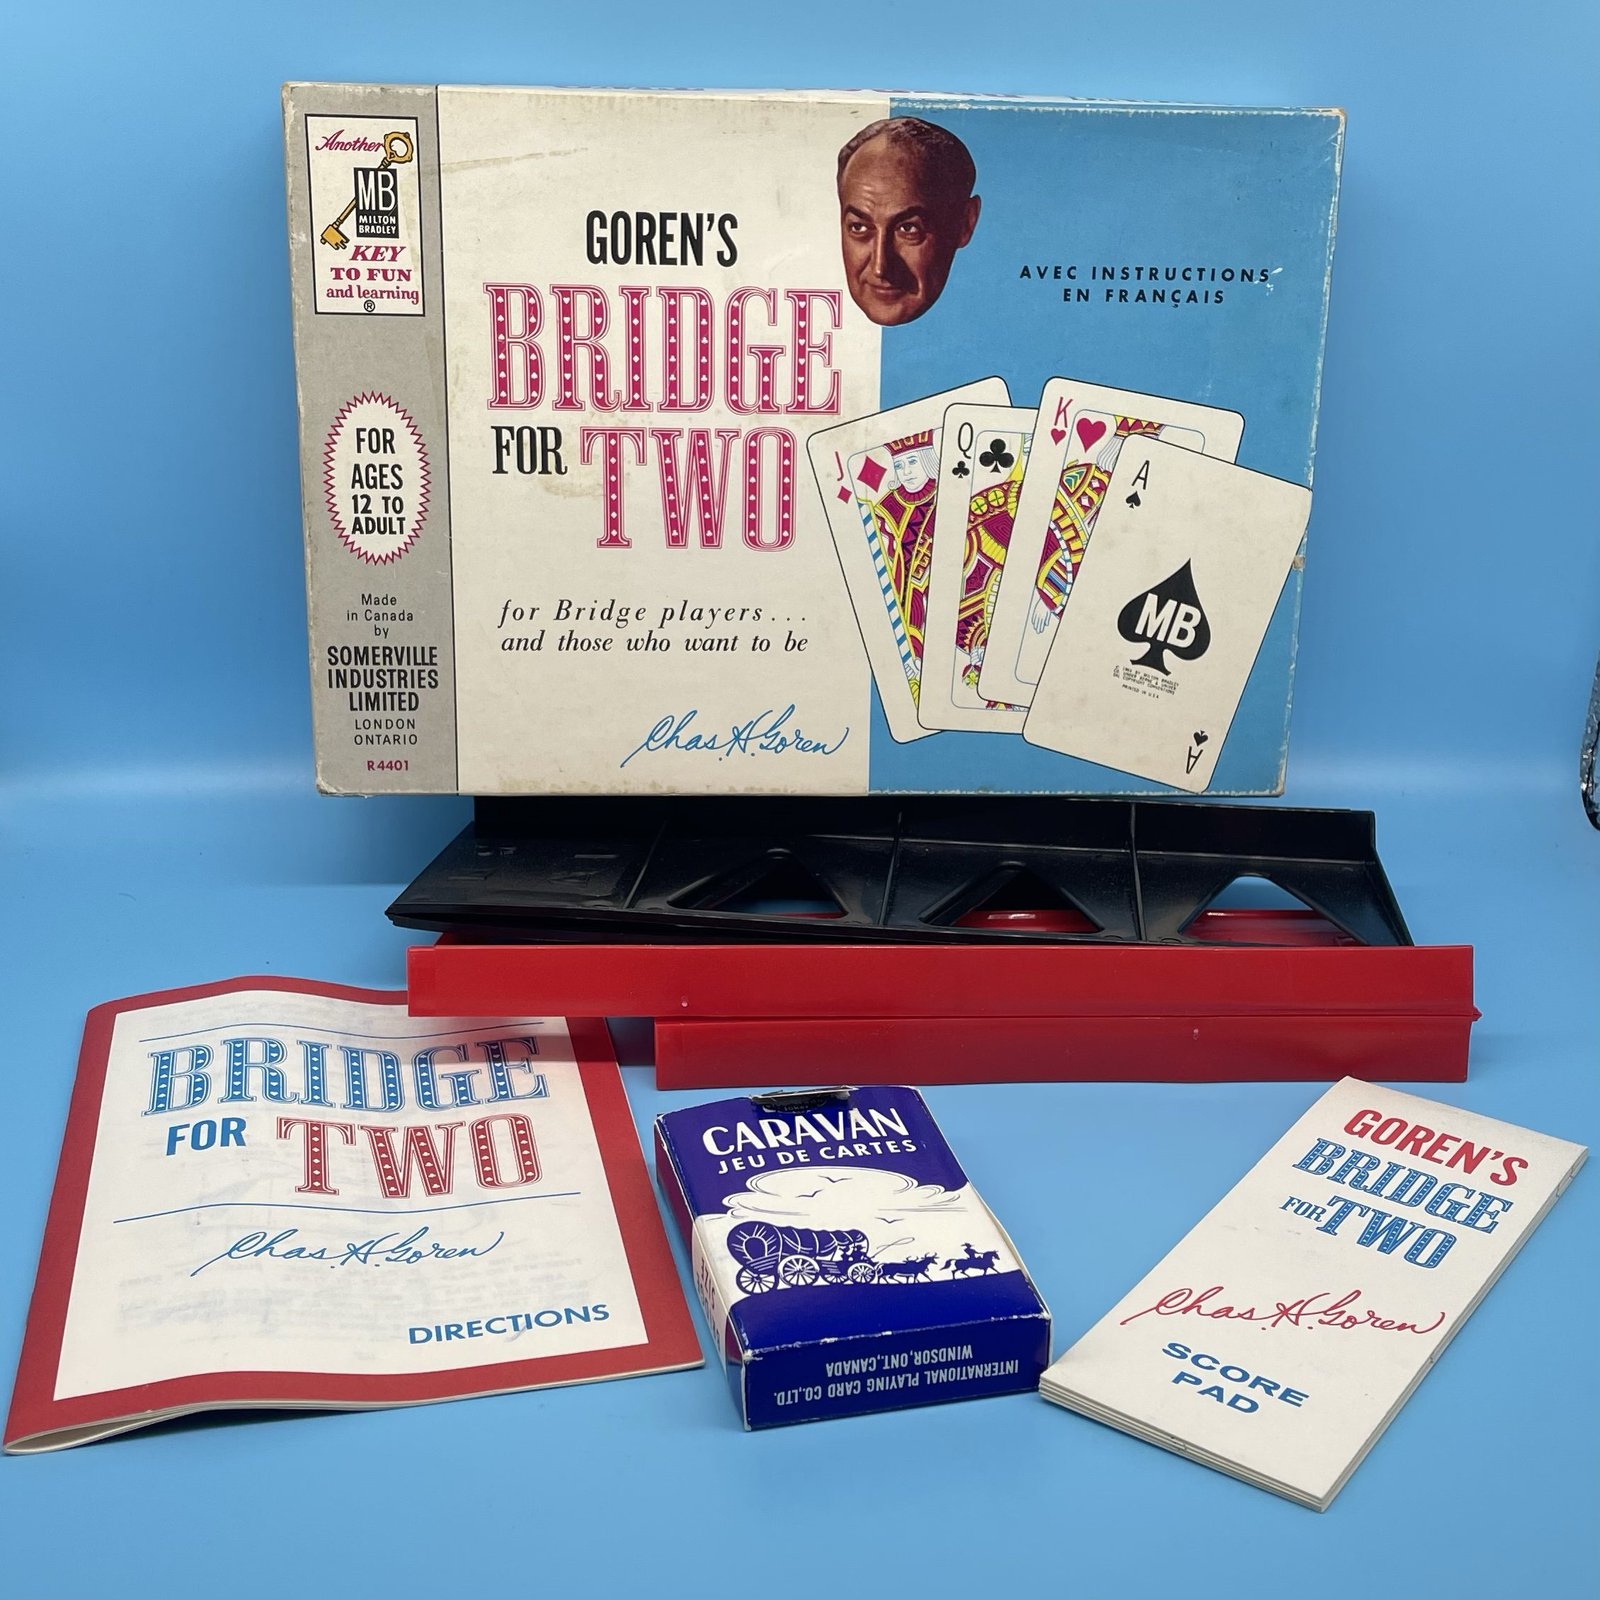 Another
MB
MILTON
BRADLEY
KEY
TO FUN
and learning
®
FOR
AGES
12 TO
ADULT
Made
in Canada
by
SOMERVILLE
INDUSTRIES
LIMITED
LONDON
ONTARIO
R4401
GOREN'S
BRIDGE
FOR TWO
for Bridge players...
and those who want to be
Chas. H. Goren
AVEC INSTRUCTIONS
EN FRANÇAIS
J
Q
K
A
MB
PRINTED IN U.S.A.
A
BRIDGE
FOR TWO
Chas. H. Goren
DIRECTIONS
CARAVAN
JEU DE CARTES
INTERNATIONAL PLAYING CARD CO., LTD.
WINDSOR, ONT., CANADA
GOREN'S
BRIDGE
FOR TWO
Chas. H. Goren
SCORE
PAD